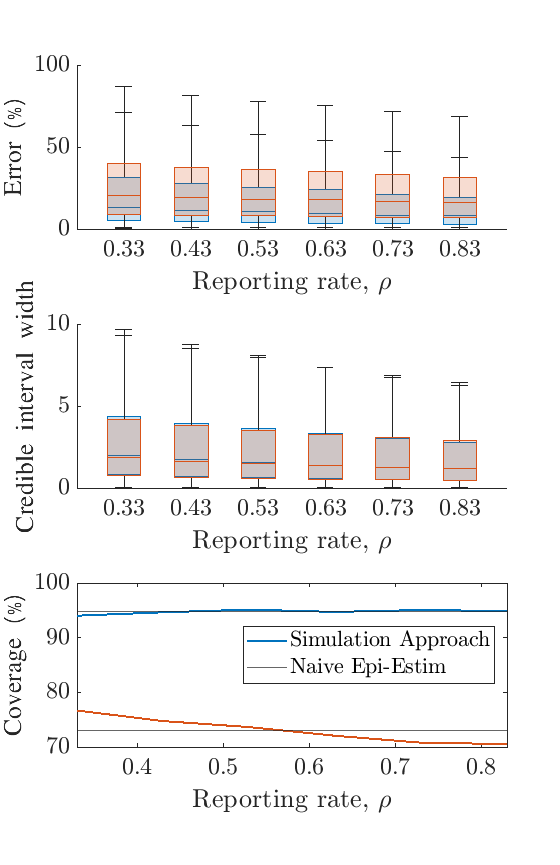 100
50
0
Error (%)
0.33 0.43 0.53 0.63 0.73 0.83
Reporting rate, ρ
10
5
0
Credible interval width
0.33 0.43 0.53 0.63 0.73 0.83
Reporting rate, ρ
100
90
80
70
Coverage (%)
Simulation Approach
Naive Epi-Estim
0.4 0.5 0.6 0.7 0.8
Reporting rate, ρ